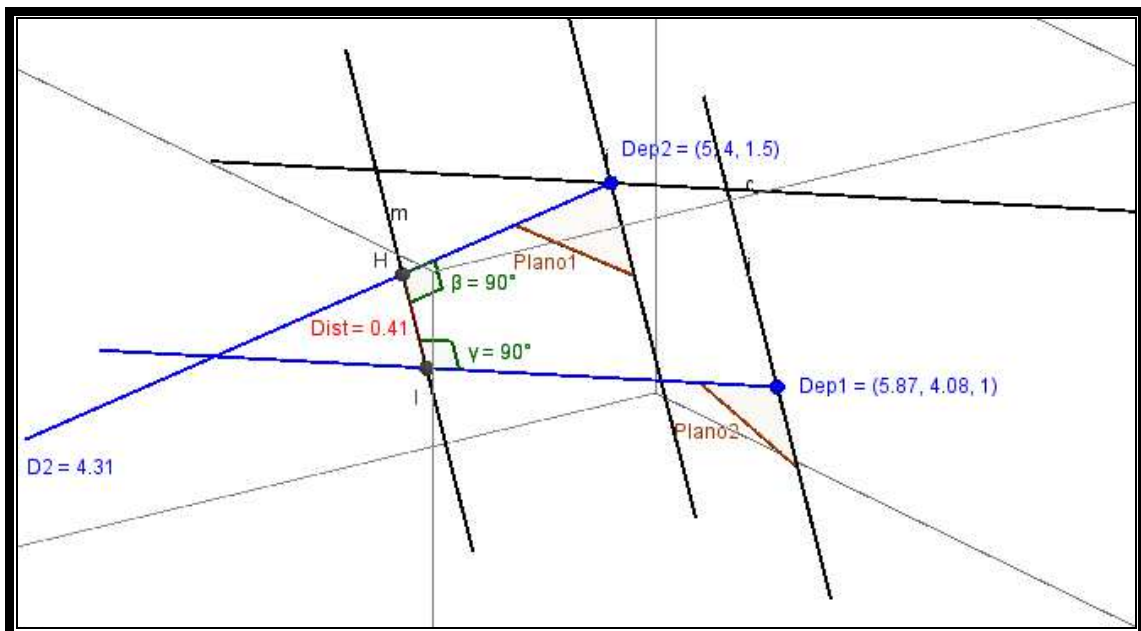 Dep2 = (5, 4, 1.5)
c
m
H
Plano1
β = 90°
Dist = 0.41
γ = 90°
I
Dep1 = (5.87, 4.08, 1)
Plano2
D2 = 4.31